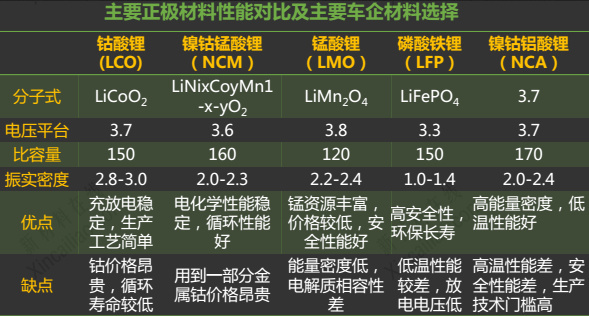 主要正极材料性能对比及主要车企材料选择
钴酸锂 镍钴锰酸锂 锰酸锂 磷酸铁锂 镍钴铝酸锂
(LCO) （NCM） （LMO） （LFP） （NCA）
分子式 LiCoO₂ LiNixCoyMn1-x-yO₂ LiMn₂O₄ LiFePO₄ 3.7
电压平台 3.7 3.6 3.8 3.3 3.7
比容量 150 160 120 150 170
振实密度 2.8-3.0 2.0-2.3 2.2-2.4 1.0-1.4 2.0-2.4
优点
充放电稳
定，生产
工艺简单
电化学性能稳
定，循环性能
好
锰资源丰富，
价格较低，安
全性能好
高安全性，
环保长寿
高能量密度，低
温性能好
缺点
钴价格昂
贵，循环
寿命较低
用到一部分金
属钴价格昂贵
能量密度低，
电解质相容性
差
低温性能
较差，放
电电压低
高温性能差，安
全性能差，生产
技术门槛高